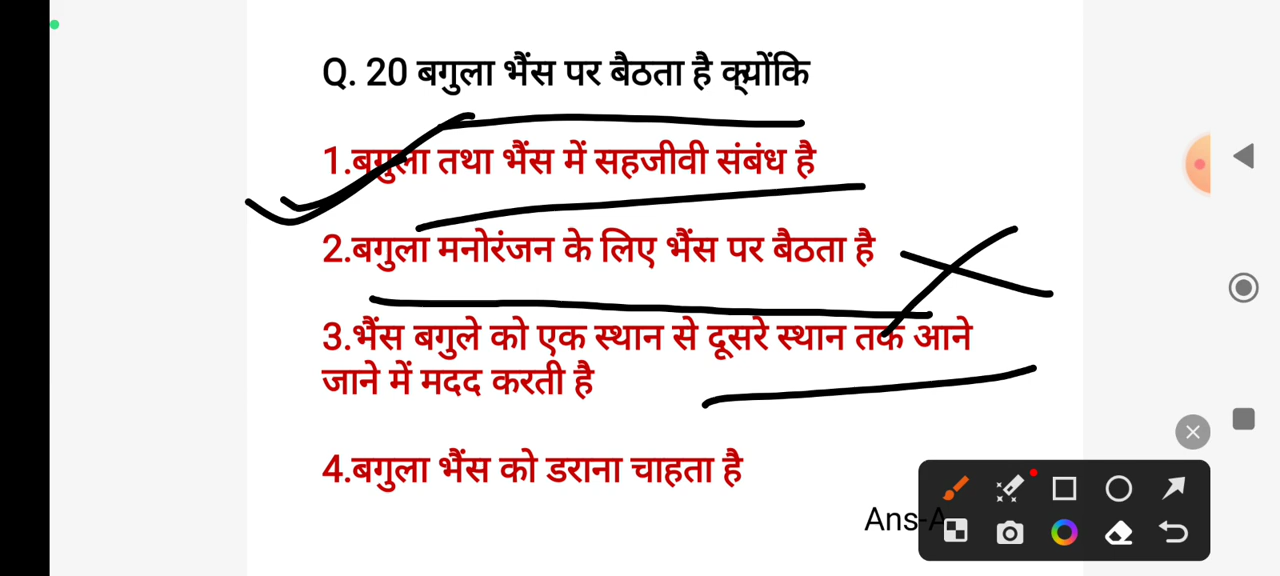 Q. 20 बगुला भैंस पर बैठता है क्योंकि
1.बगुला तथा भैंस में सहजीवी संबंध है
2.बगुला मनोरंजन के लिए भैंस पर बैठता है
3.भैंस बगुले को एक स्थान से दूसरे स्थान तक आने
जाने में मदद करती है
4.बगुला भैंस को डराना चाहता है
Ans-A